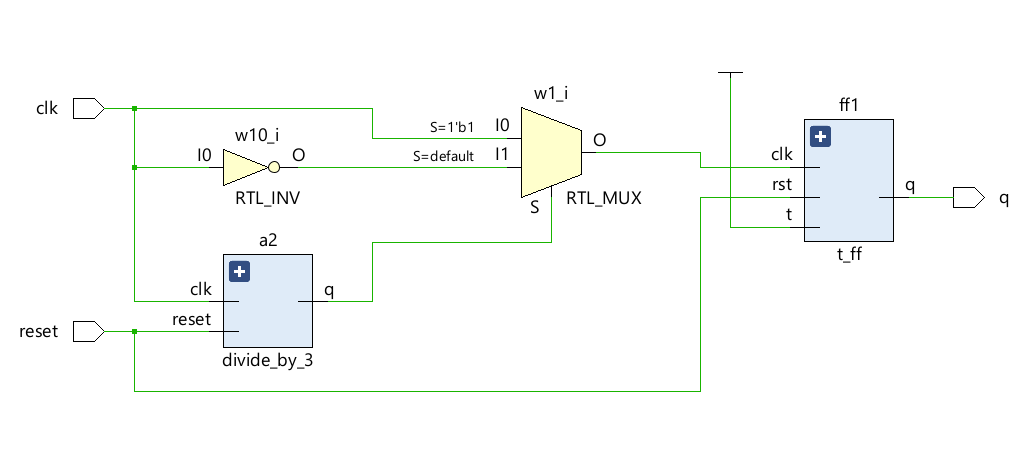 clk
w10_i
I0
O
RTL_INV
a2
clk
q
reset
divide_by_3
reset
w1_i
S=1'b1
I0
S=default
I1
O
S
RTL_MUX
ff1
clk
rst
t
q
t_ff
q